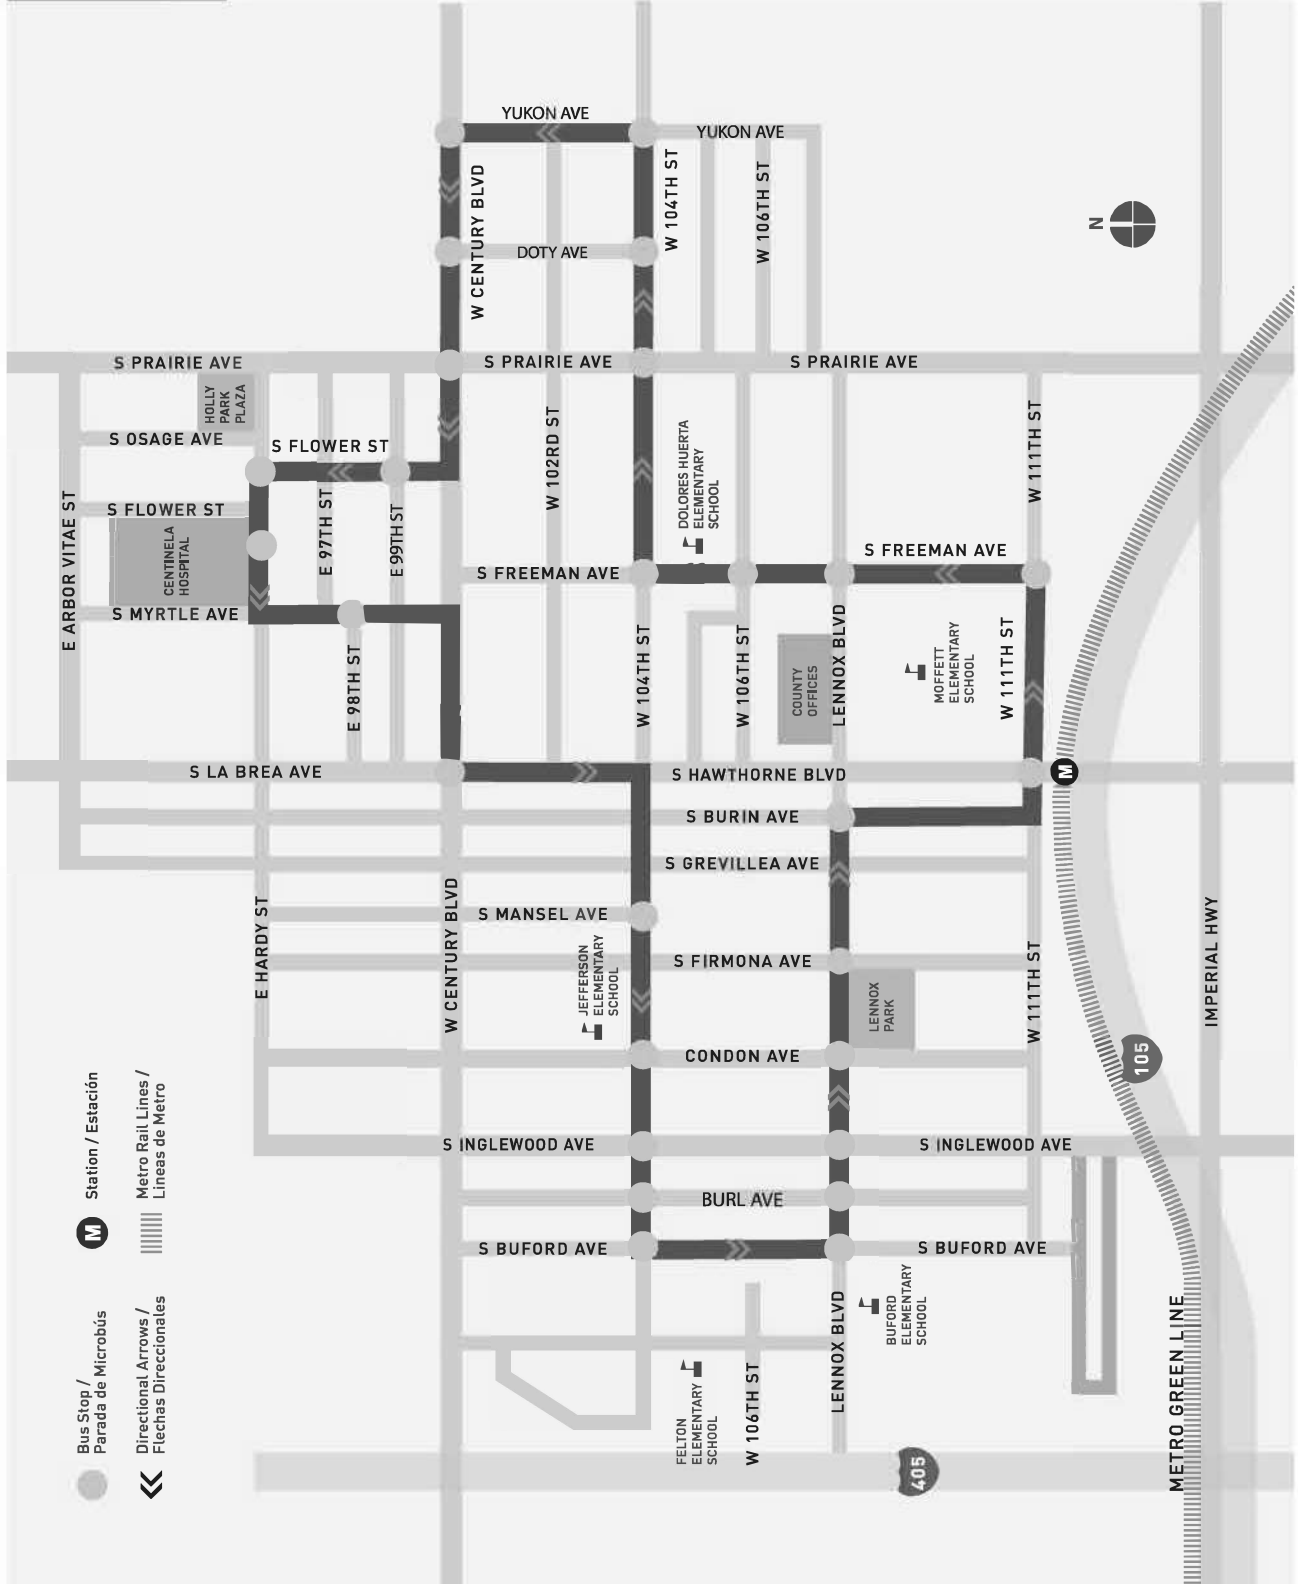 YUKON AVE
YUKON AVE
W CENTURY BLVD
W 104TH ST
W 106TH ST
N
DOTY AVE
S PRAIRIE AVE
S PRAIRIE AVE
S PRAIRIE AVE
HOLLY
PARK
PLAZA
S OSAGE AVE
S FLOWER ST
W 102RD ST
DOLORES HUERTA
ELEMENTARY
SCHOOL
W 111TH ST
E ARBOR VITAE ST
S FLOWER ST
CENTINELA
HOSPITAL
E 97TH ST
E 99TH ST
S FREEMAN AVE
S FREEMAN AVE
S MYRTLE AVE
E 98TH ST
W 104TH ST
W 106TH ST
COUNTY
OFFICES
LENNOX BLVD
MOFFETT
ELEMENTARY
SCHOOL
W 111TH ST
S LA BREA AVE
S HAWTHORNE BLVD
M
S BURIN AVE
S GREVILLEA AVE
E HARDY ST
W CENTURY BLVD
S MANSEL AVE
JEFFERSON
ELEMENTARY
SCHOOL
S FIRMONA AVE
LENNOX
PARK
W 111TH ST
IMPERIAL HWY
CONDON AVE
105
S INGLEWOOD AVE
S INGLEWOOD AVE
BURL AVE
S BUFORD AVE
S BUFORD AVE
BUFORD
ELEMENTARY
SCHOOL
LENNOX BLVD
FELTON
ELEMENTARY
SCHOOL
W 106TH ST
405
METRO GREEN LINE
Bus Stop /
Parada de Microbús
M
Station / Estación
Directional Arrows /
Flechas Direccionales
Metro Rail Lines /
Lineas de Metro